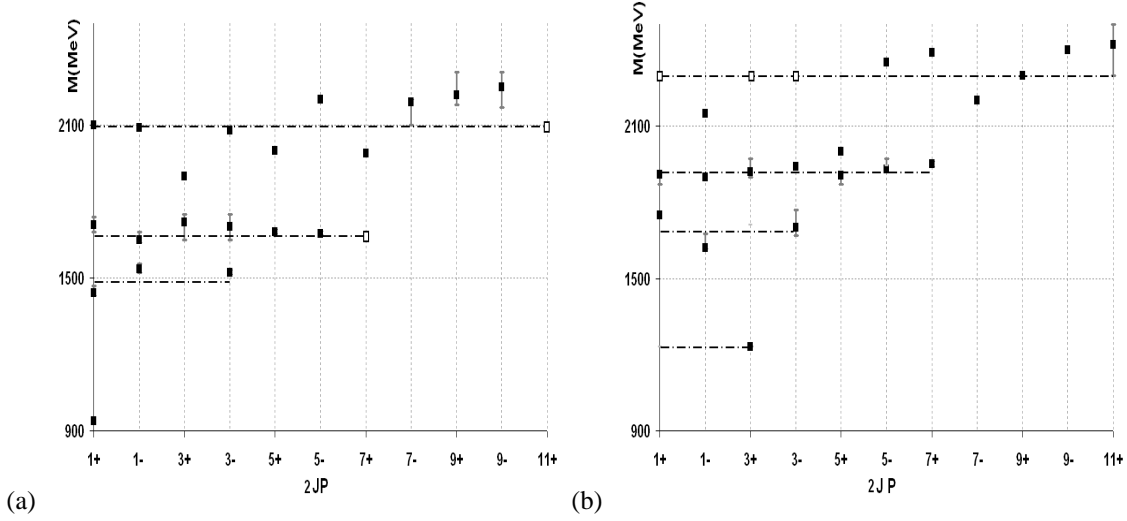 M(MeV)
2100
1500
900
1+ 1- 3+ 3- 5+ 5- 7+ 7- 9+ 9- 11+
2JP
(a)
M(MeV)
2100
1500
900
1+ 1- 3+ 3- 5+ 5- 7+ 7- 9+ 9- 11+
2 J P
(b)